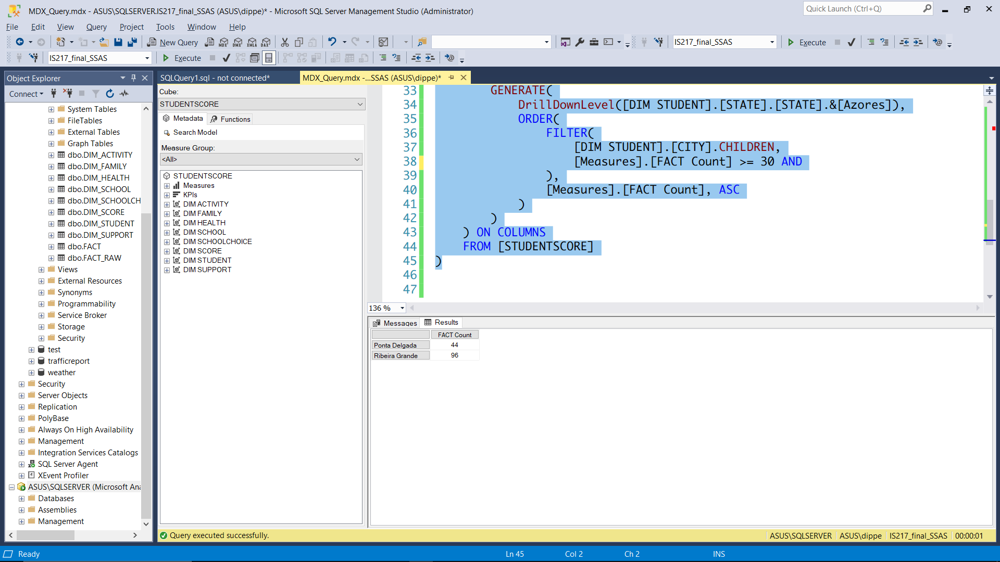 MDX_Query.mdx - ASUS\SQLSERVER.IS217_final_SSAS (ASUS\dippe)* - Microsoft SQL Server Management Studio (Administrator)
Quick Launch (Ctrl+Q)
File Edit View Query Project Tools Window Help
New Query
MDX DMX XMLA DAX
IS217_final_SSAS
Execute
IS217_final_SSAS
Execute
Object Explorer
Connect
System Tables
FileTables
External Tables
Graph Tables
dbo.DIM_ACTIVITY
dbo.DIM_FAMILY
dbo.DIM_HEALTH
dbo.DIM_SCHOOL
dbo.DIM_SCHOOLCH
dbo.DIM_SCORE
dbo.DIM_STUDENT
dbo.DIM_SUPPORT
dbo.FACT
dbo.FACT_RAW
Views
External Resources
Synonyms
Programmability
Service Broker
Storage
Security
test
trafficreport
weather
Security
Server Objects
Replication
PolyBase
Always On High Availability
Management
Integration Services Catalogs
SQL Server Agent
XEvent Profiler
ASUS\SQLSERVER (Microsoft Ana
Databases
Assemblies
Management
SQLQuery1.sql - not connected*
MDX_Query.mdx -...SSAS (ASUS\dippe)*
Cube:
STUDENTSCORE
Metadata
Functions
Search Model
Measure Group:
<All>
STUDENTSCORE
Measures
KPIs
DIM ACTIVITY
DIM FAMILY
DIM HEALTH
DIM SCHOOL
DIM SCHOOLCHOICE
DIM SCORE
DIM STUDENT
DIM SUPPORT
33 GENERATE(
34 DrillDownLevel([DIM STUDENT].[STATE].[STATE].&[Azores]),
35 ORDER(
36 FILTER(
37 [DIM STUDENT].[CITY].CHILDREN,
38 [Measures].[FACT Count] >= 30 AND
39 ),
40 [Measures].[FACT Count], ASC
41 )
42 )
43 ) ON COLUMNS
44 FROM [STUDENTSCORE]
45 )
46
47
136 %
Messages
Results
FACT Count
Ponta Delgada 44
Ribeira Grande 96
Query executed successfully.
ASUS\SQLSERVER
ASUS\dippe
IS217_final_SSAS
00:00:01
Ready
Ln 45
Col 2
Ch 2
INS